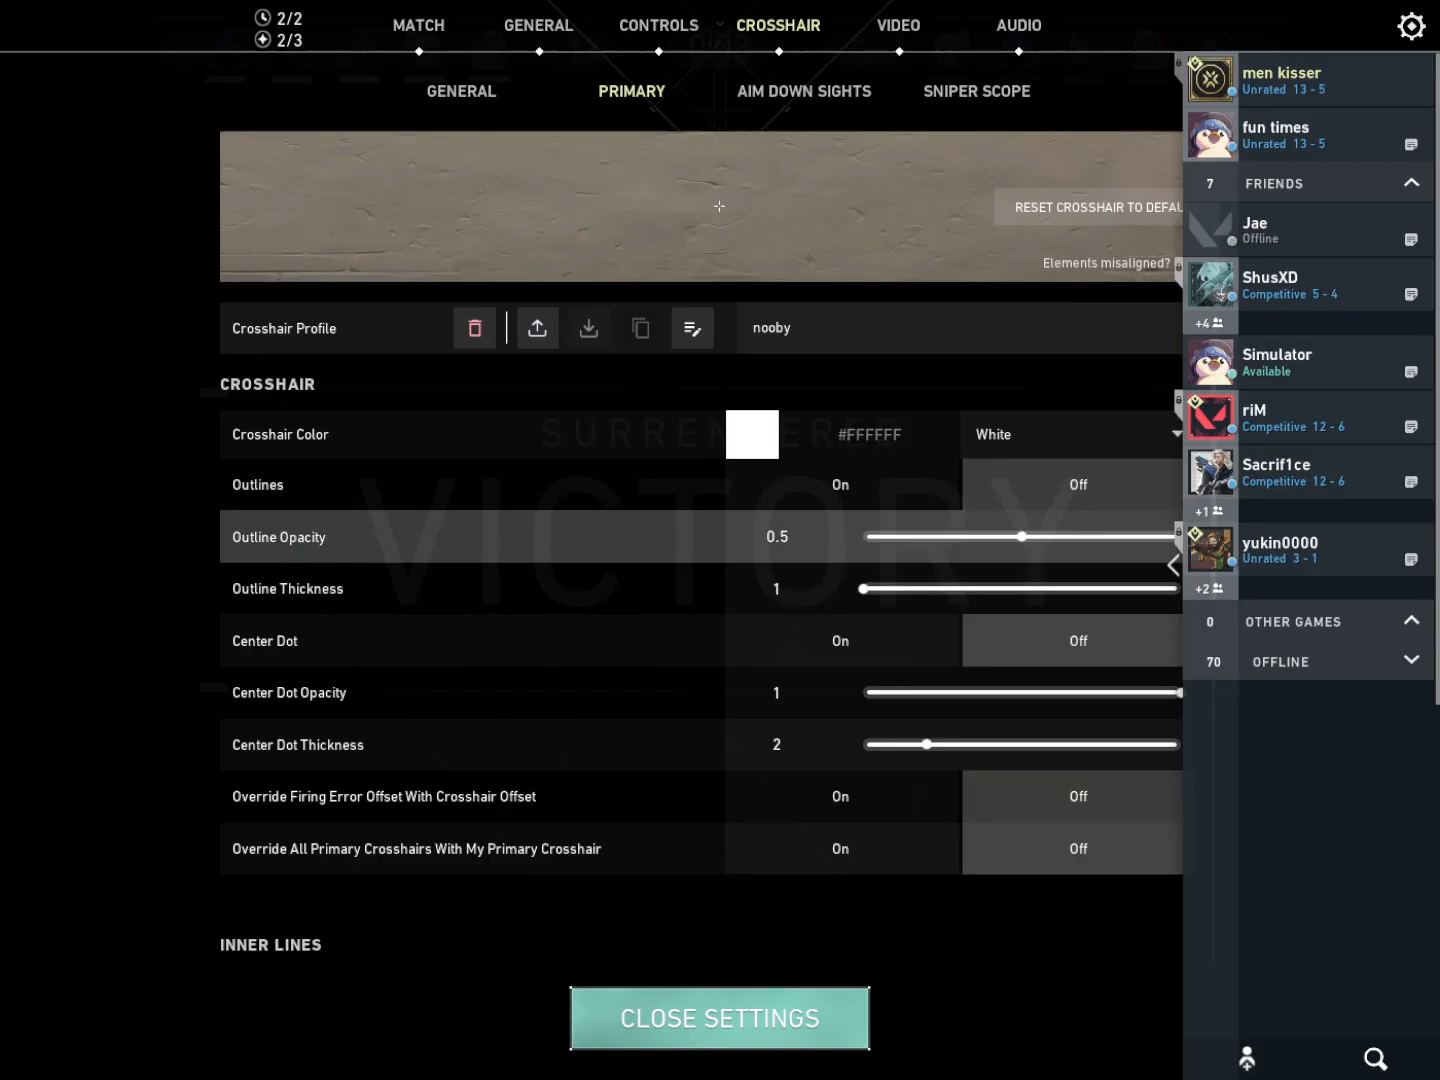 2/2
2/3
MATCH
GENERAL
CONTROLS
CROSSHAIR
VIDEO
AUDIO
GENERAL
PRIMARY
AIM DOWN SIGHTS
SNIPER SCOPE
RESET CROSSHAIR TO DEFAU
Elements misaligned?
Crosshair Profile
nooby
CROSSHAIR
Crosshair Color
#FFFFFF
White
Outlines
On
Off
Outline Opacity
0.5
Outline Thickness
1
Center Dot
On
Off
Center Dot Opacity
1
Center Dot Thickness
2
Override Firing Error Offset With Crosshair Offset
On
Off
Override All Primary Crosshairs With My Primary Crosshair
On
Off
SURRENDERED
VICTORY
INNER LINES
CLOSE SETTINGS
men kisser
Unrated 13 - 5
fun times
Unrated 13 - 5
7 FRIENDS
Jae
Offline
ShusXD
Competitive 5 - 4
+4
Simulator
Available
riM
Competitive 12 - 6
Sacrif1ce
Competitive 12 - 6
+1
yukin0000
Unrated 3 - 1
+2
0 OTHER GAMES
70 OFFLINE